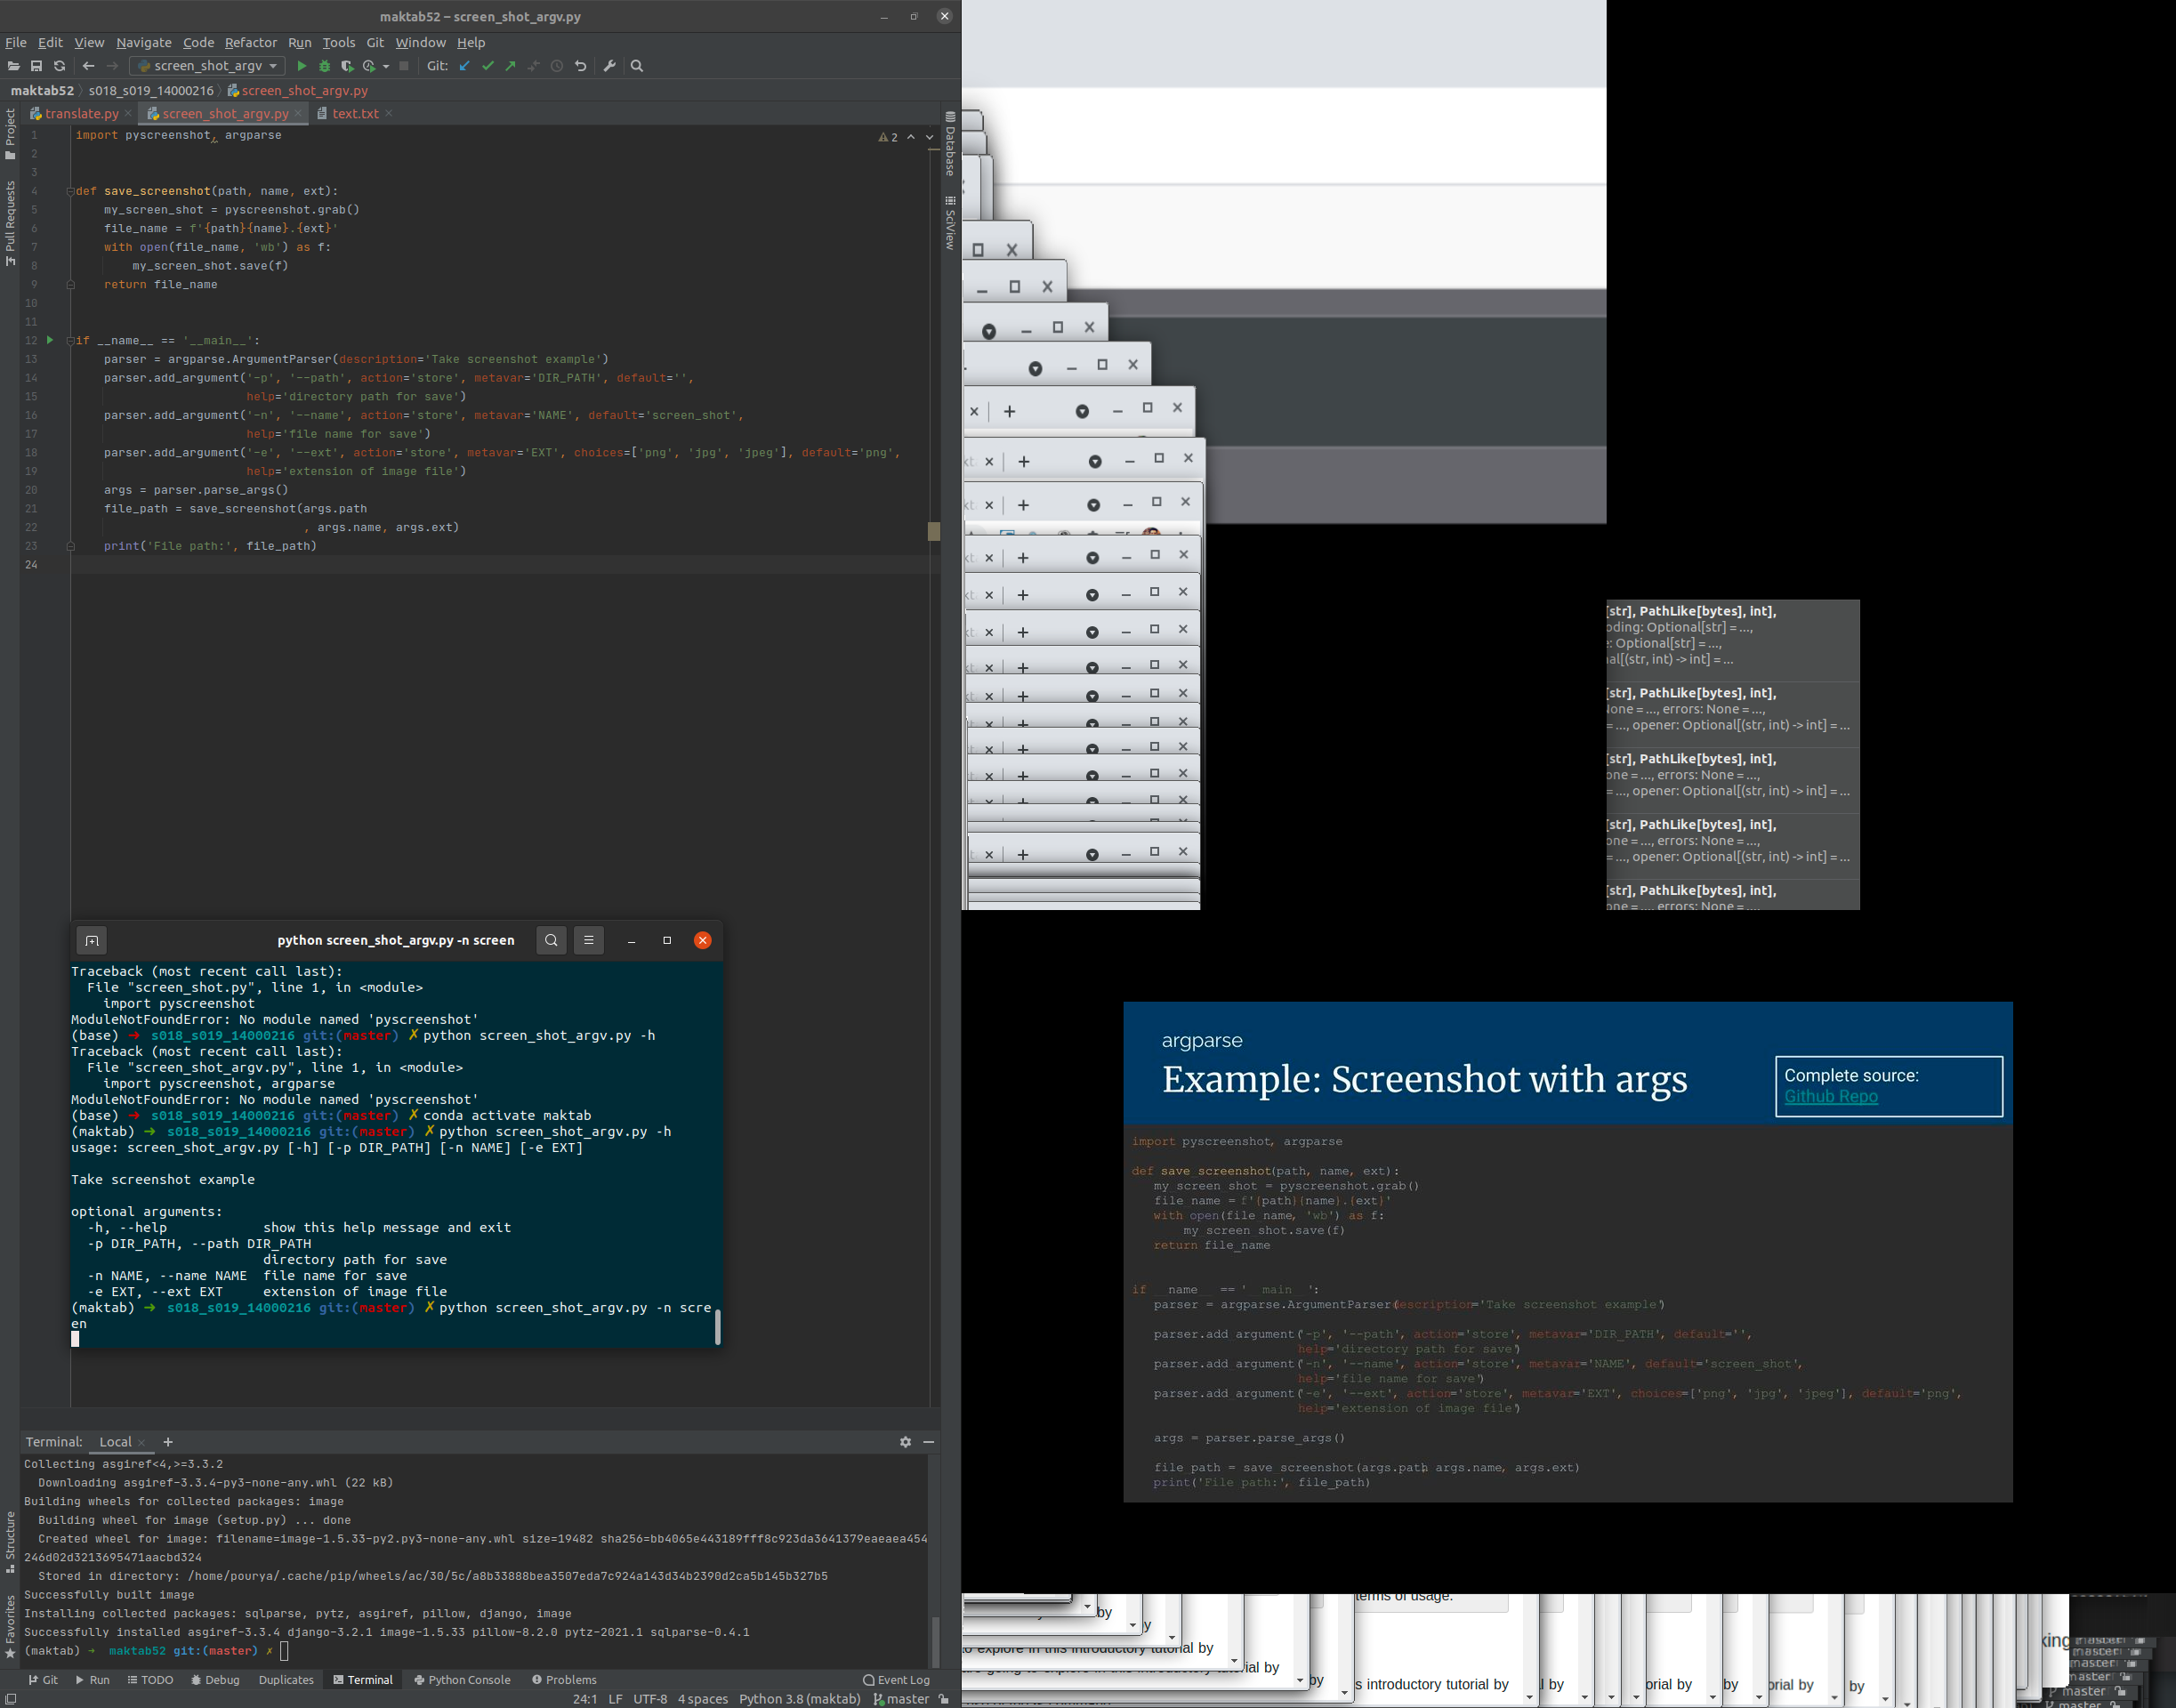 maktab52 – screen_shot_argv.py
File Edit View Navigate Code Refactor Run Tools Git Window Help
screen_shot_argv Git:
maktab52 s018_s019_14000216 screen_shot_argv.py
translate.py screen_shot_argv.py text.txt
Project
Pull Requests
Structure
Favorites
Database
SciView
2
1 import pyscreenshot, argparse
2
3
4 def save_screenshot(path, name, ext):
5 my_screen_shot = pyscreenshot.grab()
6 file_name = f'{path}{name}.{ext}'
7 with open(file_name, 'wb') as f:
8 my_screen_shot.save(f)
9 return file_name
10
11
12 if __name__ == '__main__':
13 parser = argparse.ArgumentParser(description='Take screenshot example')
14 parser.add_argument('-p', '--path', action='store', metavar='DIR_PATH', default='',
15 help='directory path for save')
16 parser.add_argument('-n', '--name', action='store', metavar='NAME', default='screen_shot',
17 help='file name for save')
18 parser.add_argument('-e', '--ext', action='store', metavar='EXT', choices=['png', 'jpg', 'jpeg'], default='png',
19 help='extension of image file')
20 args = parser.parse_args()
21 file_path = save_screenshot(args.path
22 , args.name, args.ext)
23 print('File path:', file_path)
24
python screen_shot_argv.py -n screen
Traceback (most recent call last):
File "screen_shot.py", line 1, in <module>
import pyscreenshot
ModuleNotFoundError: No module named 'pyscreenshot'
(base) ➜ s018_s019_14000216 git:(master) ✗ python screen_shot_argv.py -h
Traceback (most recent call last):
File "screen_shot_argv.py", line 1, in <module>
import pyscreenshot, argparse
ModuleNotFoundError: No module named 'pyscreenshot'
(base) ➜ s018_s019_14000216 git:(master) ✗ conda activate maktab
(maktab) ➜ s018_s019_14000216 git:(master) ✗ python screen_shot_argv.py -h
usage: screen_shot_argv.py [-h] [-p DIR_PATH] [-n NAME] [-e EXT]
Take screenshot example
optional arguments:
-h, --help show this help message and exit
-p DIR_PATH, --path DIR_PATH
directory path for save
-n NAME, --name NAME file name for save
-e EXT, --ext EXT extension of image file
(maktab) ➜ s018_s019_14000216 git:(master) ✗ python screen_shot_argv.py -n scre
en
Terminal: Local
Collecting asgiref<4,>=3.3.2
Downloading asgiref-3.3.4-py3-none-any.whl (22 kB)
Building wheels for collected packages: image
Building wheel for image (setup.py) ... done
Created wheel for image: filename=image-1.5.33-py2.py3-none-any.whl size=19482 sha256=bb4065e443189fff8c923da3641379eaeaea454
246d02d3213695471aacbd324
Stored in directory: /home/pourya/.cache/pip/wheels/ac/30/5c/a8b33888bea3507eda7c924a143d34b2390d2ca5b145b327b5
Successfully built image
Installing collected packages: sqlparse, pytz, asgiref, pillow, django, image
Successfully installed asgiref-3.3.4 django-3.2.1 image-1.5.33 pillow-8.2.0 pytz-2021.1 sqlparse-0.4.1
(maktab) ➜ maktab52 git:(master) ✗
Git Run TODO Debug Duplicates Terminal Python Console Problems Event Log
24:1 LF UTF-8 4 spaces Python 3.8 (maktab) master
[str], PathLike[bytes], int],
oding: Optional[str] = ...,
: Optional[str] = ...,
al[(str, int) -> int] = ...
[str], PathLike[bytes], int],
None = ..., errors: None = ...,
= ..., opener: Optional[(str, int) -> int] = ...
[str], PathLike[bytes], int],
one = ..., errors: None = ...,
= ..., opener: Optional[(str, int) -> int] = ...
[str], PathLike[bytes], int],
one = ..., errors: None = ...,
= ..., opener: Optional[(str, int) -> int] = ...
[str], PathLike[bytes], int],
one = ..., errors: None = ...,
argparse
Example: Screenshot with args
Complete source:
Github Repo
import pyscreenshot, argparse
def save_screenshot(path, name, ext):
my_screen_shot = pyscreenshot.grab()
file_name = f'{path}{name}.{ext}'
with open(file_name, 'wb') as f:
my_screen_shot.save(f)
return file_name
if __name__ == '__main__':
parser = argparse.ArgumentParser(description='Take screenshot example')
parser.add_argument('-p', '--path', action='store', metavar='DIR_PATH', default='',
help='directory path for save')
parser.add_argument('-n', '--name', action='store', metavar='NAME', default='screen_shot',
help='file name for save')
parser.add_argument('-e', '--ext', action='store', metavar='EXT', choices=['png', 'jpg', 'jpeg'], default='png',
help='extension of image file')
args = parser.parse_args()
file_path = save_screenshot(args.path, args.name, args.ext)
print('File path:', file_path)
terms of usage.
by
y
o explore in this introductory tutorial by
ial by
by
s introductory tutorial by
l by
orial by
by
orial by
by
king
master
master
master
master
master